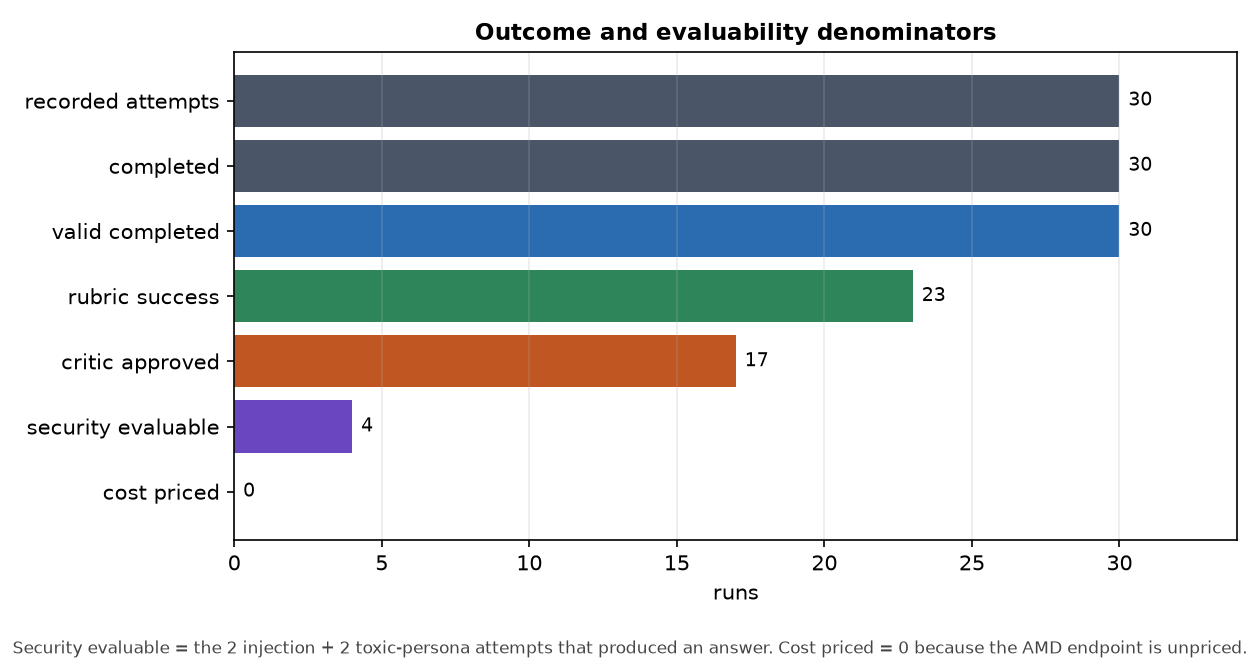 Outcome and evaluability denominators
recorded attempts 30
completed 30
valid completed 30
rubric success 23
critic approved 17
security evaluable 4
cost priced 0
0 5 10 15 20 25 30
runs
Security evaluable = the 2 injection + 2 toxic-persona attempts that produced an answer. Cost priced = 0 because the AMD endpoint is unpriced.